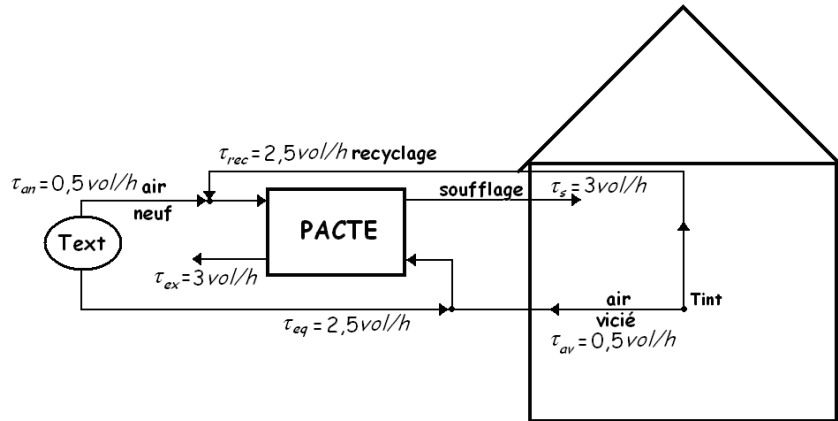 τrec = 2,5vol/h recyclage
τan = 0,5vol/h air
neuf
soufflage
τs = 3vol/h
PACTE
Text
τex = 3vol/h
τeq = 2,5vol/h
air
vicié
Tint
τav = 0,5vol/h